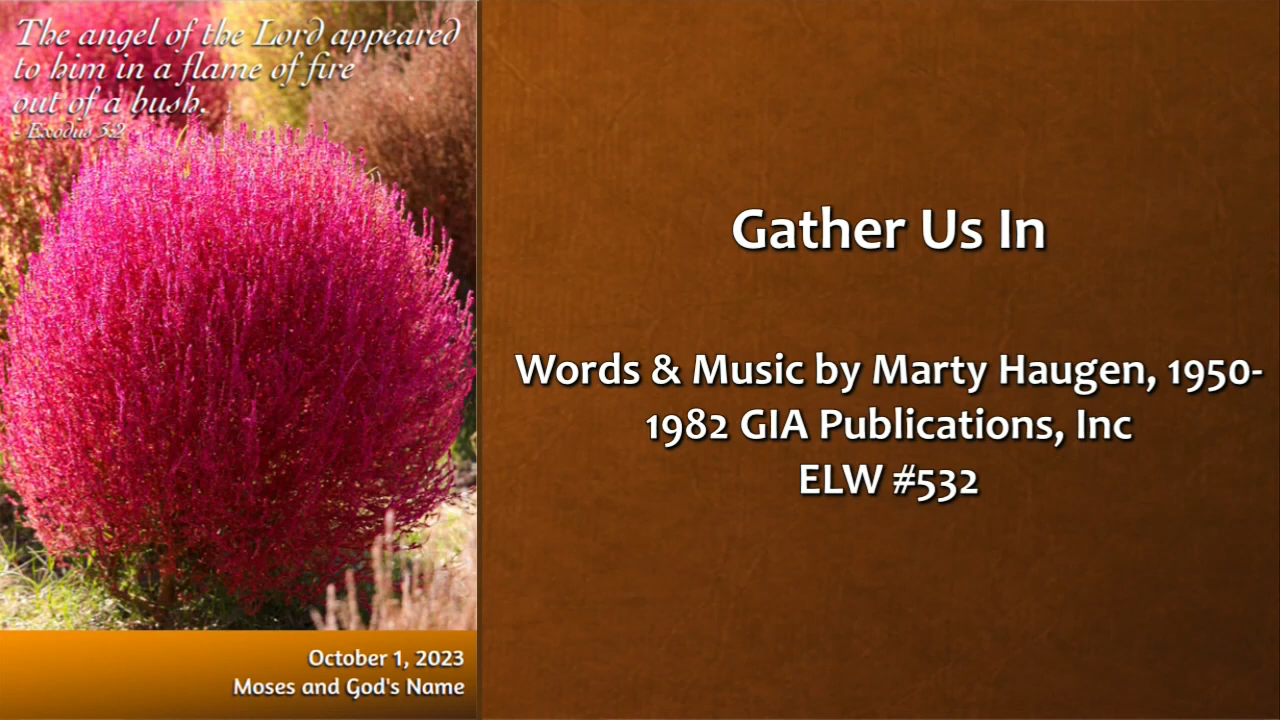 The angel of the Lord appeared
to him in a flame of fire
out of a bush.
- Exodus 3:2 -
Gather Us In
Words & Music by Marty Haugen, 1950-
1982 GIA Publications, Inc
ELW #532
October 1, 2023
Moses and God's Name